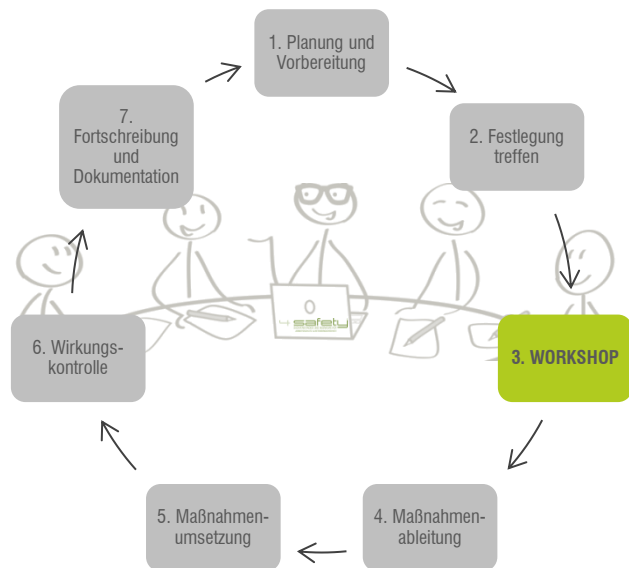 1. Planung und
Vorbereitung
2. Festlegung
treffen
3. WORKSHOP
4. Maßnahmen-
ableitung
5. Maßnahmen-
umsetzung
6. Wirkungs-
kontrolle
7.
Fortschreibung
und
Dokumentation
safety